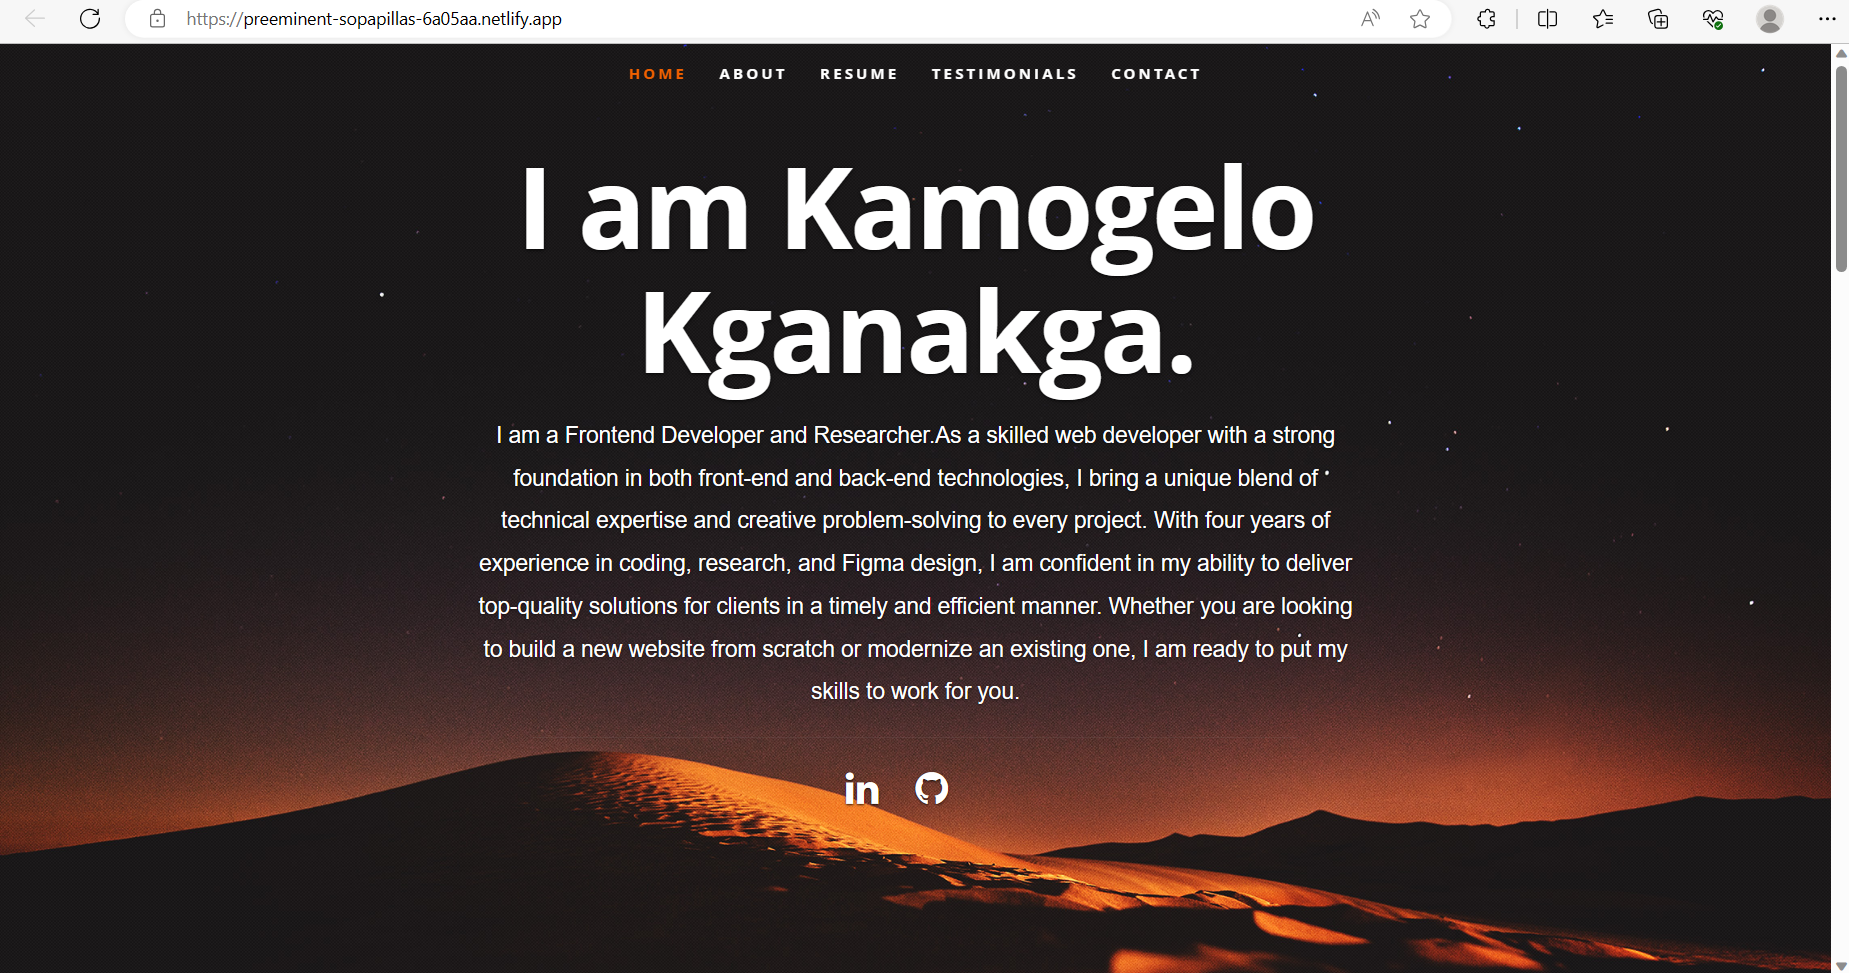 https://preeminent-sopapillas-6a05aa.netlify.app
HOME ABOUT RESUME TESTIMONIALS CONTACT
I am Kamogelo
Kganakga.
I am a Frontend Developer and Researcher.As a skilled web developer with a strong
foundation in both front-end and back-end technologies, I bring a unique blend of
technical expertise and creative problem-solving to every project. With four years of
experience in coding, research, and Figma design, I am confident in my ability to deliver
top-quality solutions for clients in a timely and efficient manner. Whether you are looking
to build a new website from scratch or modernize an existing one, I am ready to put my
skills to work for you.
in